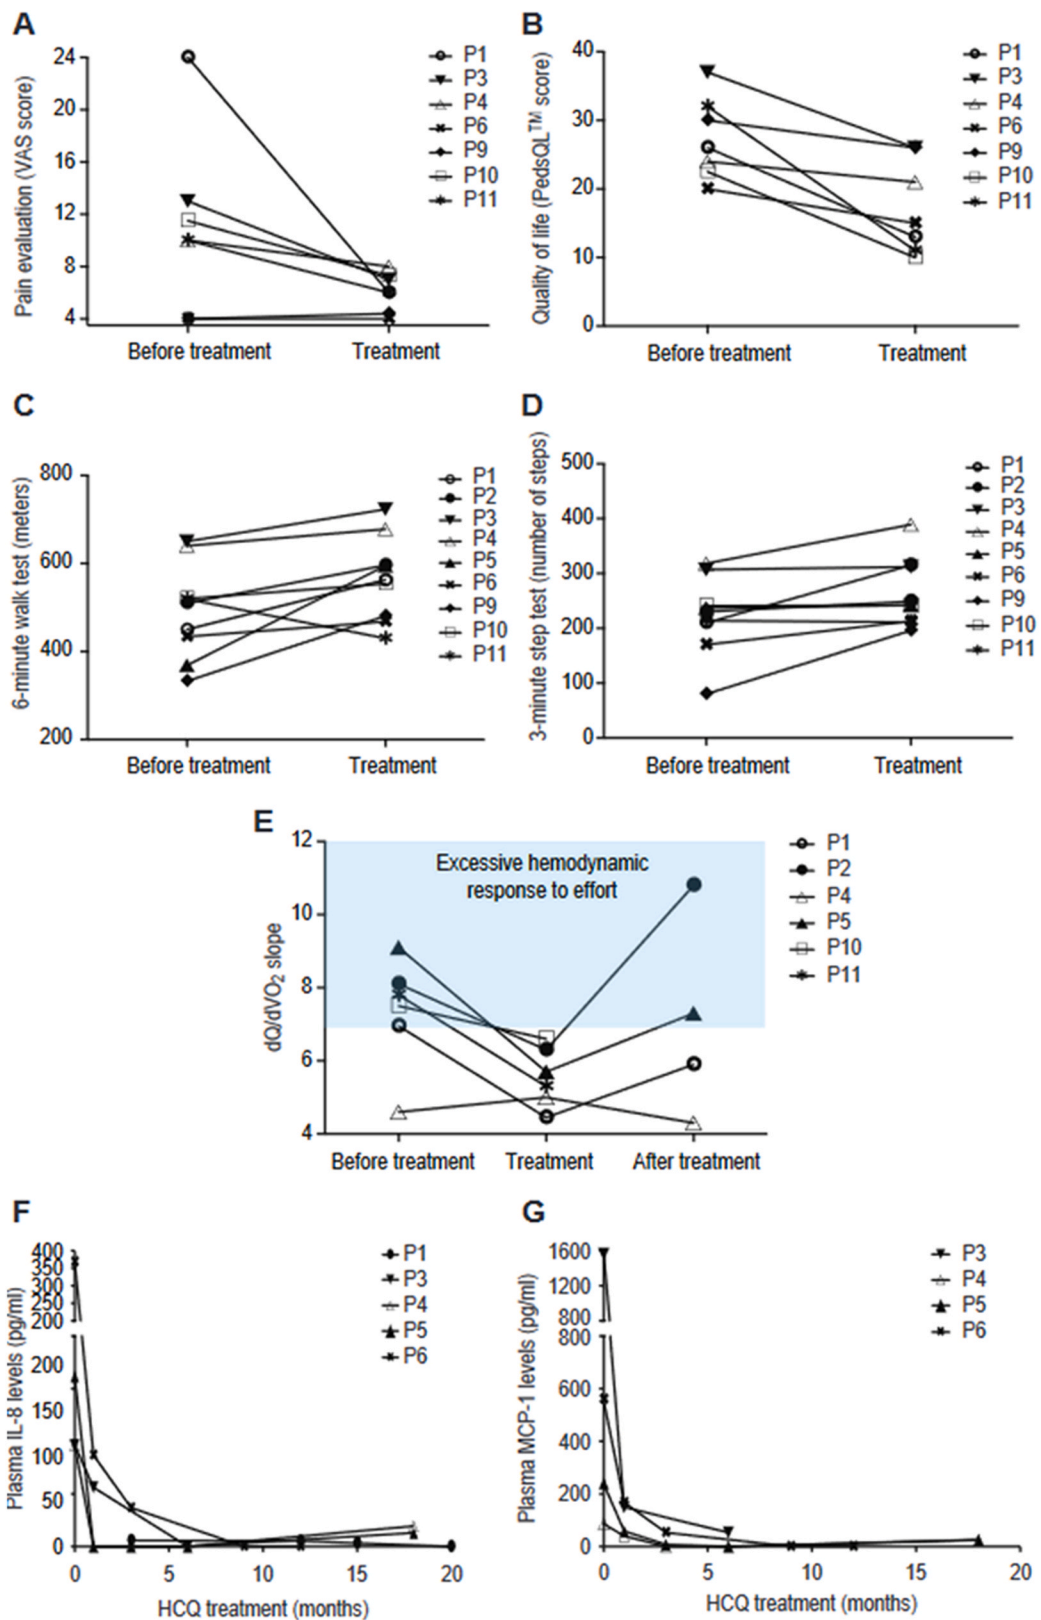 A
Pain evaluation (VAS score)
24
20
16
12
8
4
Before treatment
Treatment
P1
P3
P4
P6
P9
P10
P11
B
Quality of life (PedsQL™ score)
40
30
20
10
0
Before treatment
Treatment
P1
P3
P4
P6
P9
P10
P11
C
6-minute walk test (meters)
800
600
400
200
Before treatment
Treatment
P1
P2
P3
P4
P5
P6
P9
P10
P11
D
3-minute step test (number of steps)
500
400
300
200
100
0
Before treatment
Treatment
P1
P2
P3
P4
P5
P6
P9
P10
P11
E
dQ/dVO₂ slope
12
10
8
6
4
Excessive hemodynamic
response to effort
Before treatment
Treatment
After treatment
P1
P2
P4
P5
P10
P11
F
Plasma IL-8 levels (pg/ml)
400
350
300
250
200
200
150
100
50
0
0
5
10
15
20
HCQ treatment (months)
P1
P3
P4
P5
P6
G
Plasma MCP-1 levels (pg/ml)
1600
1200
800
800
600
400
200
0
0
5
10
15
20
HCQ treatment (months)
P3
P4
P5
P6